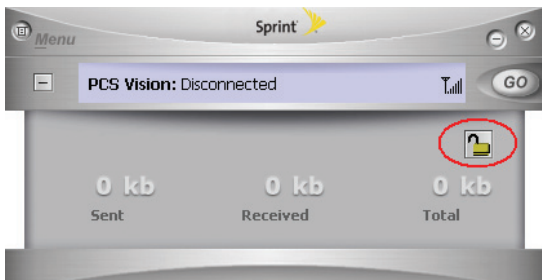 Sprint
Menu
PCS Vision: Disconnected
GO
0 kb 0 kb 0 kb
Sent Received Total